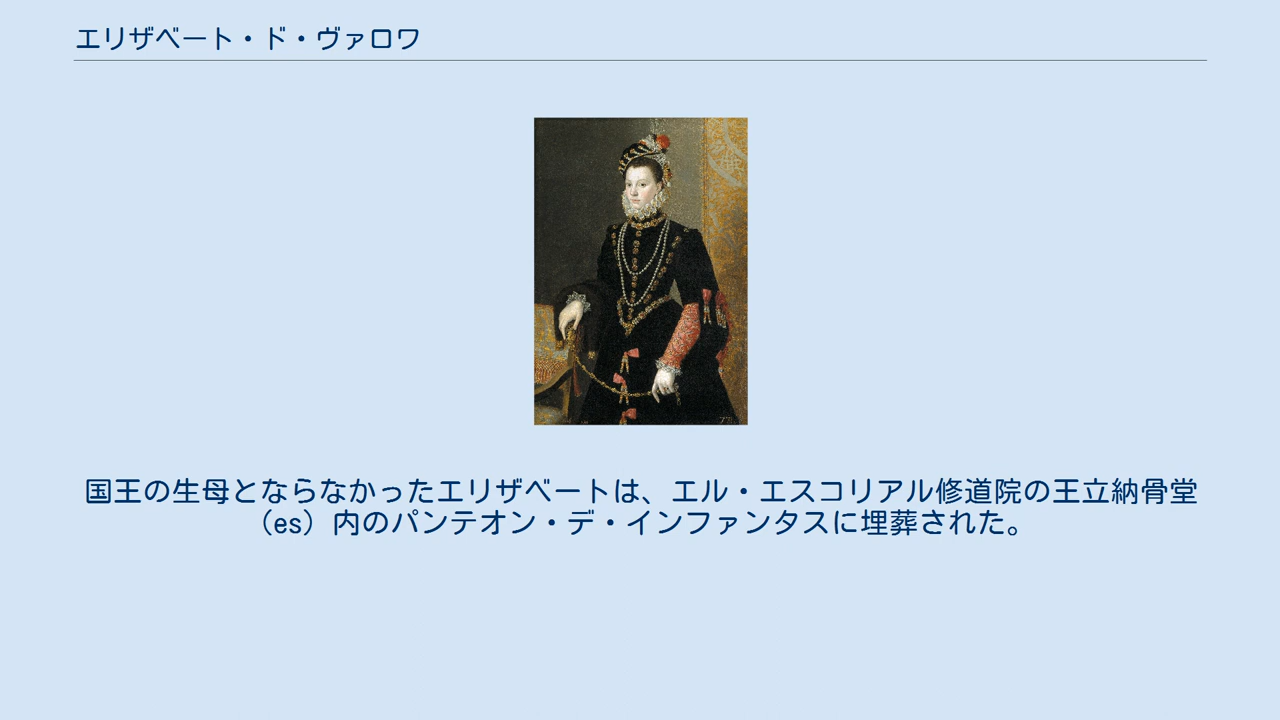 エリザベート・ド・ヴァロワ
国王の生母とならなかったエリザベートは、エル・エスコリアル修道院の王立納骨堂
（es）内のパンテオン・デ・インファンタスに埋葬された。